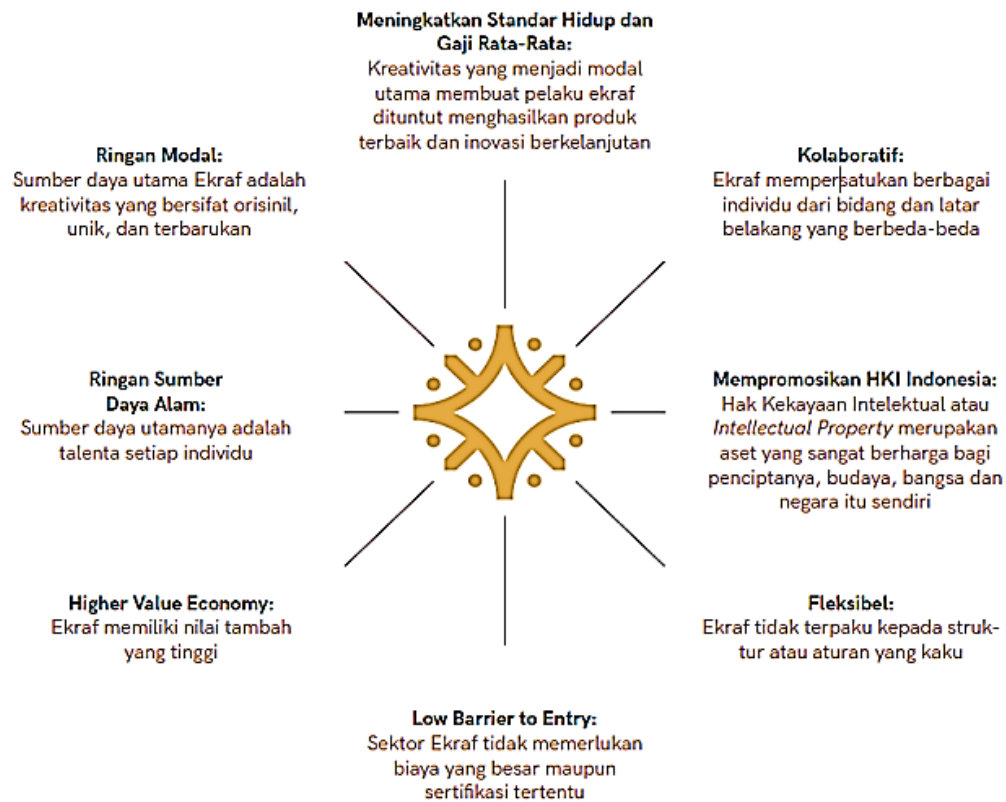 Meningkatkan Standar Hidup dan
Gaji Rata-Rata:
Kreativitas yang menjadi modal
utama membuat pelaku ekraf
dituntut menghasilkan produk
terbaik dan inovasi berkelanjutan
Ringan Modal:
Sumber daya utama Ekraf adalah
kreativitas yang bersifat orisinil,
unik, dan terbarukan
Kolaboratif:
Ekraf mempersatukan berbagai
individu dari bidang dan latar
belakang yang berbeda-beda
Ringan Sumber
Daya Alam:
Sumber daya utamanya adalah
talenta setiap individu
Mempromosikan HKI Indonesia:
Hak Kekayaan Intelektual atau
Intellectual Property merupakan
aset yang sangat berharga bagi
penciptanya, budaya, bangsa dan
negara itu sendiri
Higher Value Economy:
Ekraf memiliki nilai tambah
yang tinggi
Fleksibel:
Ekraf tidak terpaku kepada struk-
tur atau aturan yang kaku
Low Barrier to Entry:
Sektor Ekraf tidak memerlukan
biaya yang besar maupun
sertifikasi tertentu